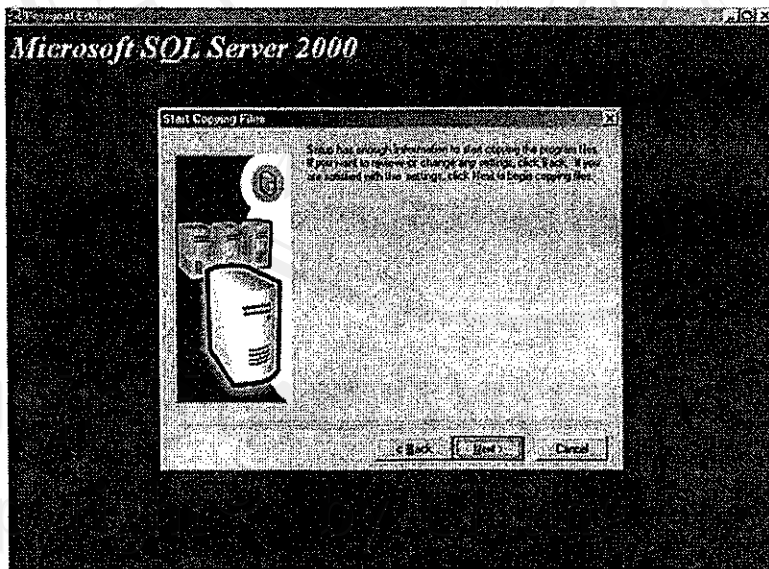 Personal Edition
Microsoft SQL Server 2000
Start Copying Files
Setup has enough information to start copying the program files.
If you want to review or change any settings, click Back. If you
are satisfied with the settings, click Next to begin copying files.
< Back
Next >
Cancel